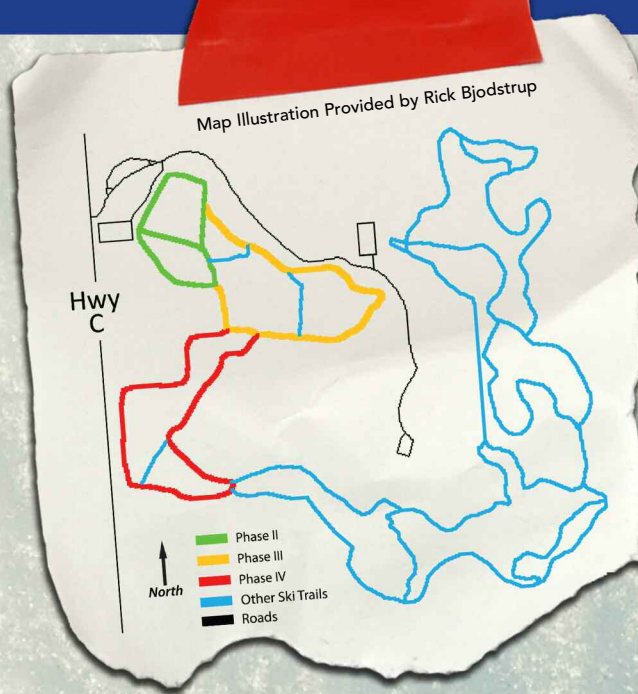 Map Illustration Provided by Rick Bjodstrup
Hwy
C
North
Phase II
Phase III
Phase IV
Other Ski Trails
Roads